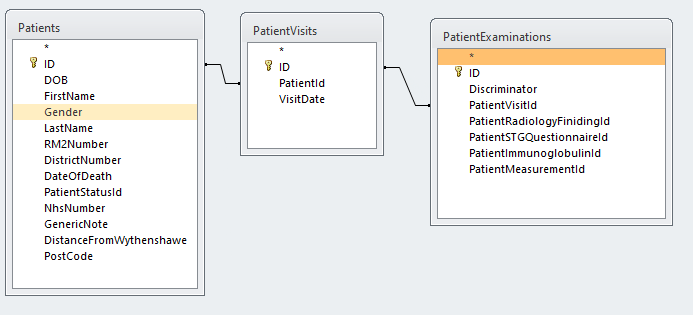 Patients
*
ID
DOB
FirstName
Gender
LastName
RM2Number
DistrictNumber
DateOfDeath
PatientStatusId
NhsNumber
GenericNote
DistanceFromWythenshawe
PostCode
PatientVisits
*
ID
PatientId
VisitDate
PatientExaminations
*
ID
Discriminator
PatientVisitId
PatientRadiologyFinidingId
PatientSTGQuestionnaireId
PatientImmunoglobulinId
PatientMeasurementId